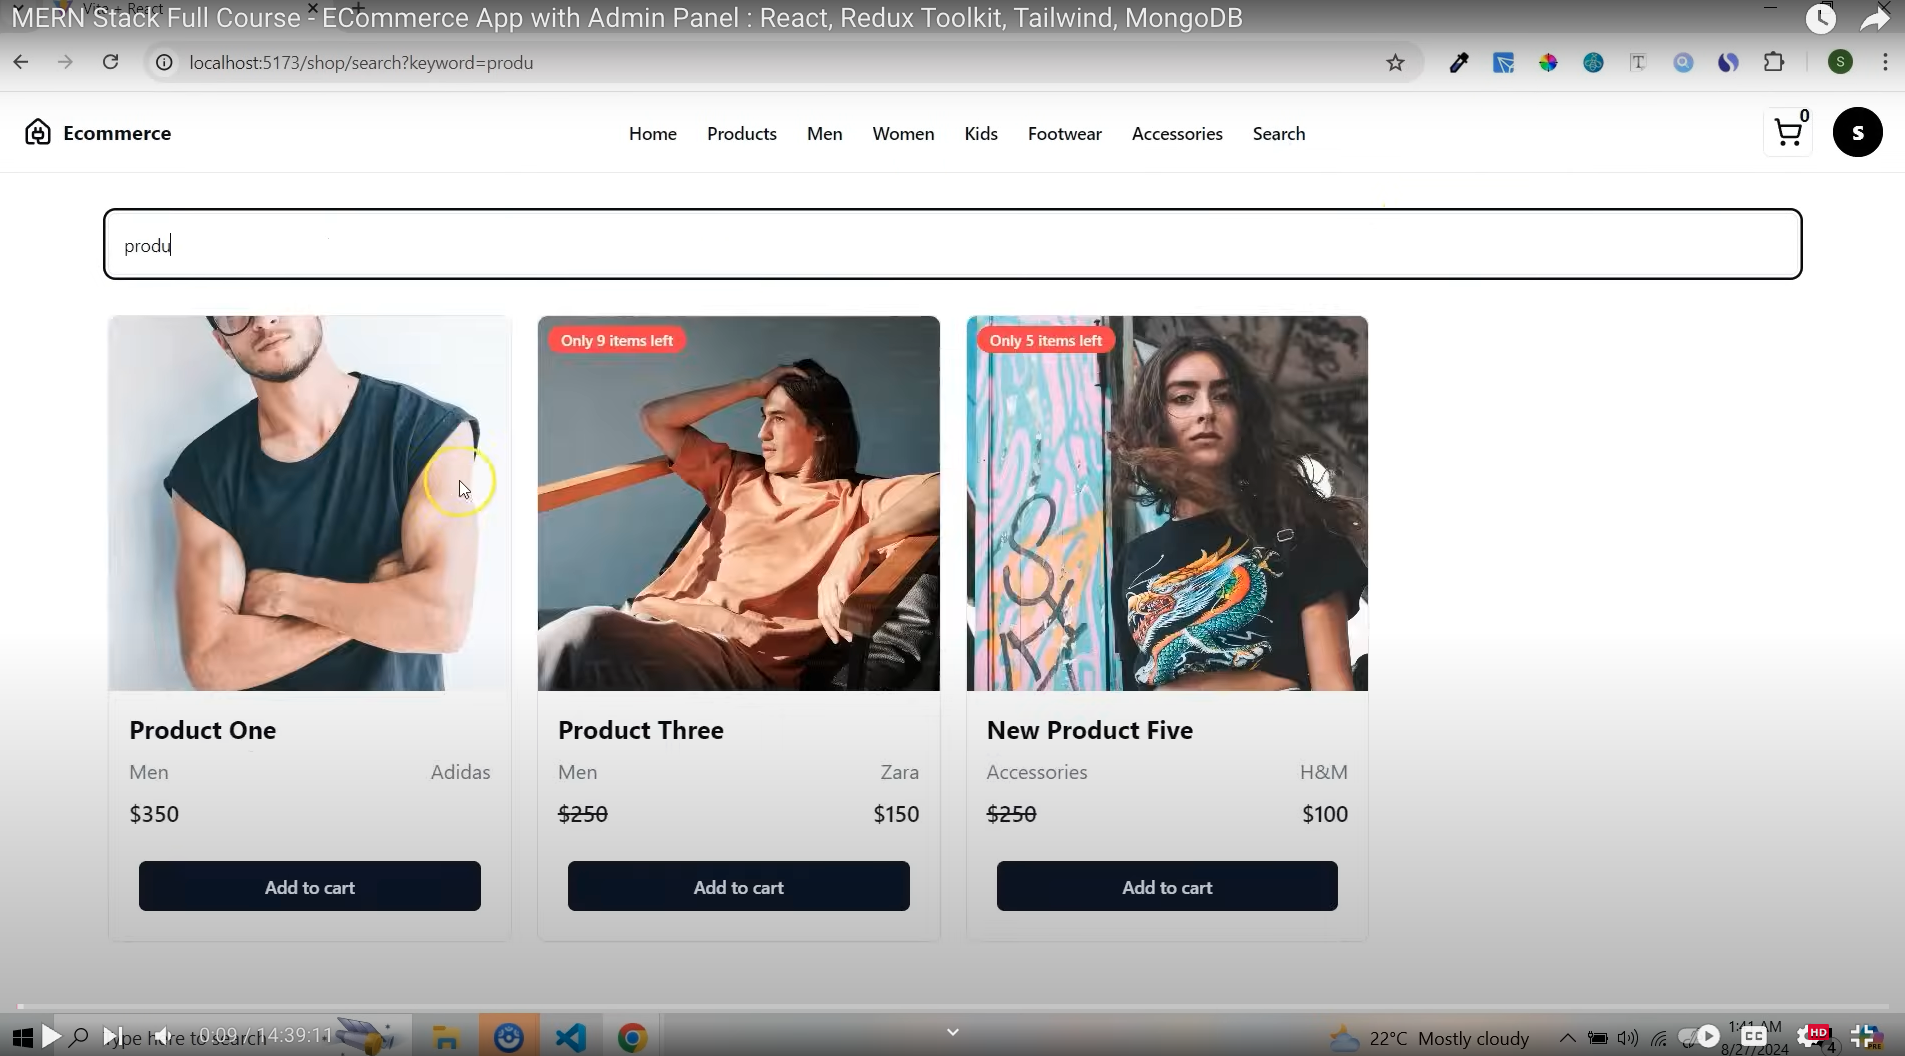 MERN Stack Full Course - ECommerce App with Admin Panel : React, Redux Toolkit, Tailwind, MongoDB
Vite + React
localhost:5173/shop/search?keyword=produ
S
Ecommerce
Home Products Men Women Kids Footwear Accessories Search
0
S
produ
Only 9 items left
Only 5 items left
Product One
Men Adidas
$350
Add to cart
Product Three
Men Zara
$250 $150
Add to cart
New Product Five
Accessories H&M
$250 $100
Add to cart
Type here to search
0:09 / 14:39:11
22°C Mostly cloudy
1:41 AM
8/27/2024
CC
HD
4
PRE